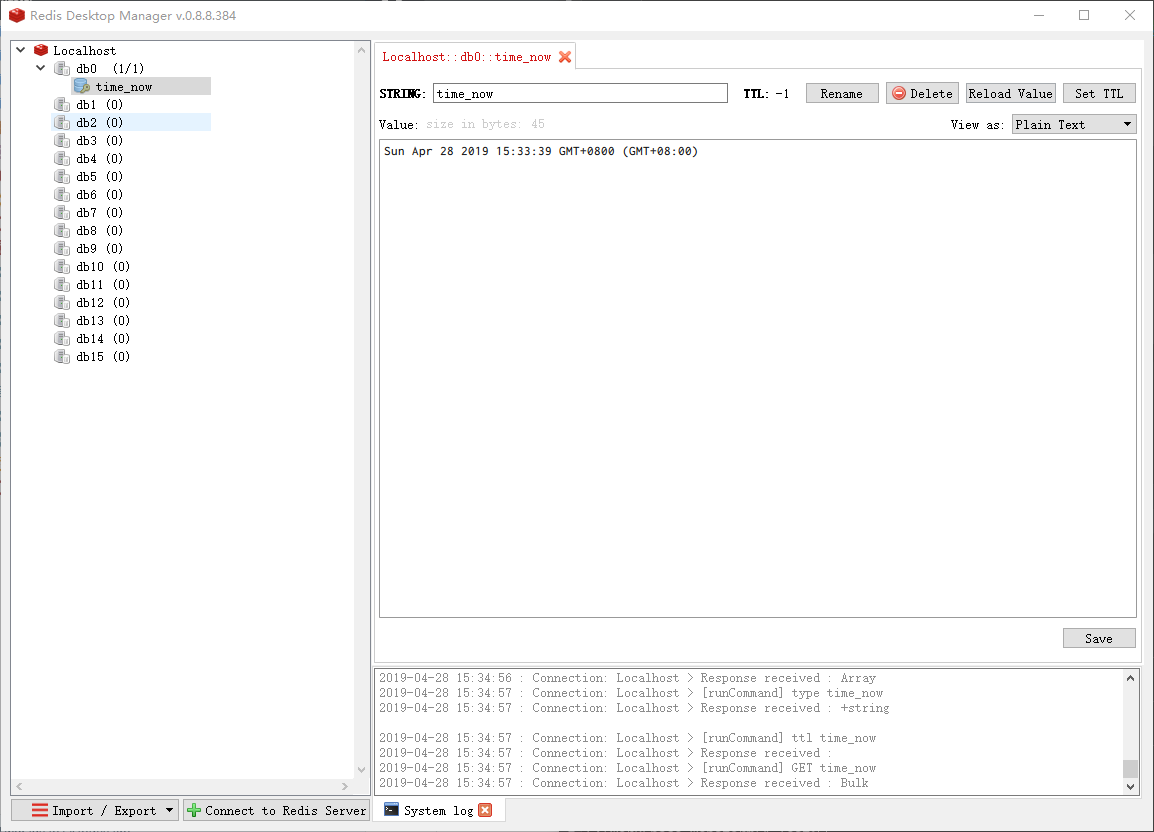 Redis Desktop Manager v.0.8.8.384
Localhost
db0 (1/1)
time_now
db1 (0)
db2 (0)
db3 (0)
db4 (0)
db5 (0)
db6 (0)
db7 (0)
db8 (0)
db9 (0)
db10 (0)
db11 (0)
db12 (0)
db13 (0)
db14 (0)
db15 (0)
Import / Export
Connect to Redis Server
Localhost::db0::time_now
STRING: time_now TTL: -1 Rename Delete Reload Value Set TTL
Value: size in bytes: 45 View as: Plain Text
Sun Apr 28 2019 15:33:39 GMT+0800 (GMT+08:00)
Save
2019-04-28 15:34:56 : Connection: Localhost > Response received : Array
2019-04-28 15:34:57 : Connection: Localhost > [runCommand] type time_now
2019-04-28 15:34:57 : Connection: Localhost > Response received : +string
2019-04-28 15:34:57 : Connection: Localhost > [runCommand] ttl time_now
2019-04-28 15:34:57 : Connection: Localhost > Response received :
2019-04-28 15:34:57 : Connection: Localhost > [runCommand] GET time_now
2019-04-28 15:34:57 : Connection: Localhost > Response received : Bulk
System log